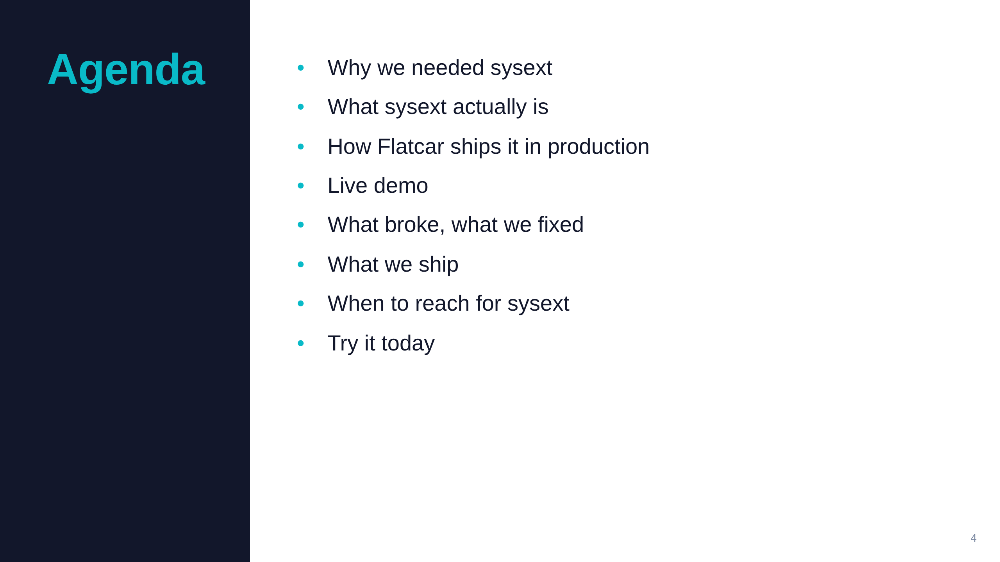 Agenda
• Why we needed sysext
• What sysext actually is
• How Flatcar ships it in production
• Live demo
• What broke, what we fixed
• What we ship
• When to reach for sysext
• Try it today
4